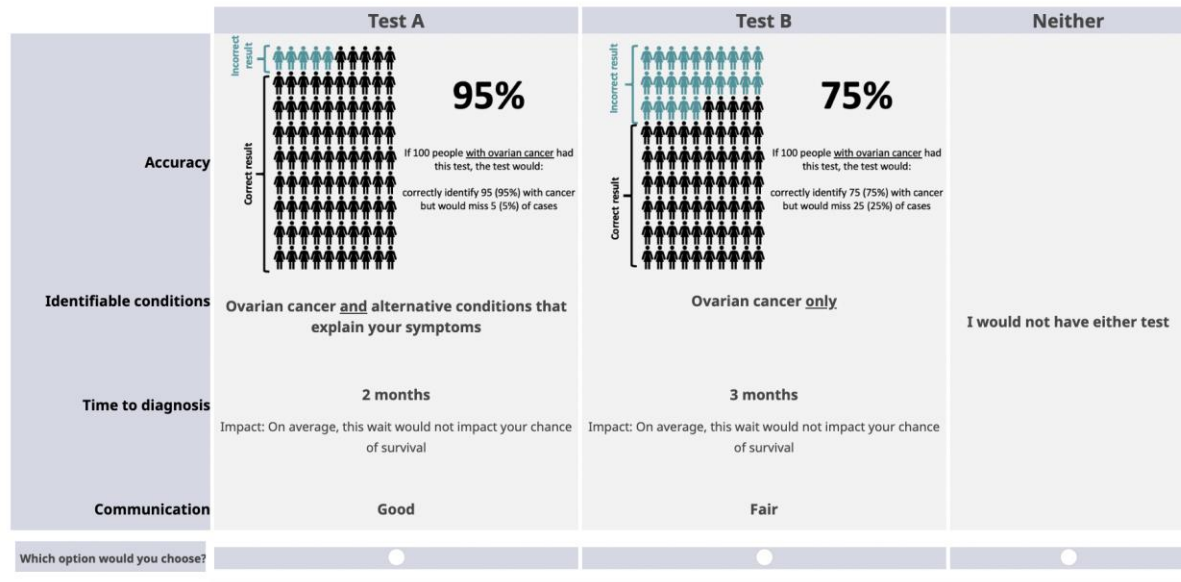 Test A
Test B
Neither
Accuracy
Incorrect
result
Correct result
95%
If 100 people with ovarian cancer had
this test, the test would:
correctly identify 95 (95%) with cancer
but would miss 5 (5%) of cases
Incorrect result
Correct result
75%
If 100 people with ovarian cancer had
this test, the test would:
correctly identify 75 (75%) with cancer
but would miss 25 (25%) of cases
Identifiable conditions
Ovarian cancer and alternative conditions that
explain your symptoms
Ovarian cancer only
I would not have either test
Time to diagnosis
2 months
Impact: On average, this wait would not impact your chance
of survival
3 months
Impact: On average, this wait would not impact your chance
of survival
Communication
Good
Fair
Which option would you choose?